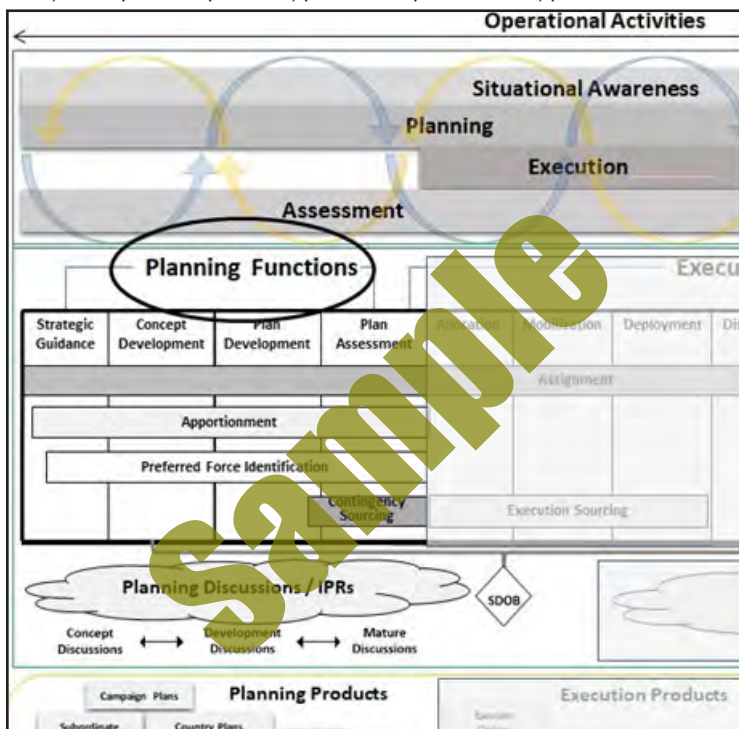 Operational Activities
Situational Awareness
Planning
Execution
Assessment
Planning Functions
Execu
Strategic Guidance
Concept Development
Plan Development
Plan Assessment
Allocation
Mobilization
Deployment
Dis
Assignment
Apportionment
Preferred Force Identification
Contingency Sourcing
Execution Sourcing
Planning Discussions / IPRs
SDOB
Concept Discussions
Development Discussions
Mature Discussions
Sample
Planning Products
Execution Products
Campaign Plans
Subordinate
Country Plans